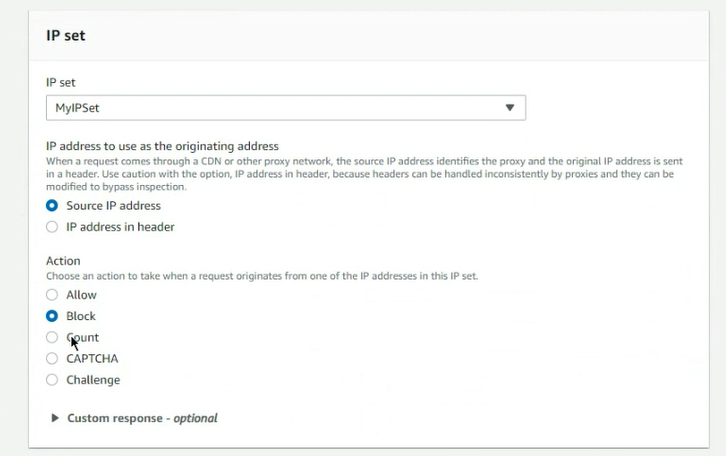 IP set
IP set
MyIPSet
IP address to use as the originating address
When a request comes through a CDN or other proxy network, the source IP address identifies the proxy and the original IP address is sent
in a header. Use caution with the option, IP address in header, because headers can be handled inconsistently by proxies and they can be
modified to bypass inspection.
Source IP address
IP address in header
Action
Choose an action to take when a request originates from one of the IP addresses in this IP set.
Allow
Block
Count
CAPTCHA
Challenge
Custom response - optional